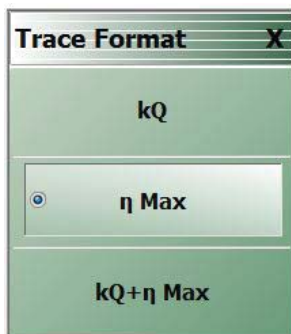 Trace Format X
kQ
η Max
kQ+η Max